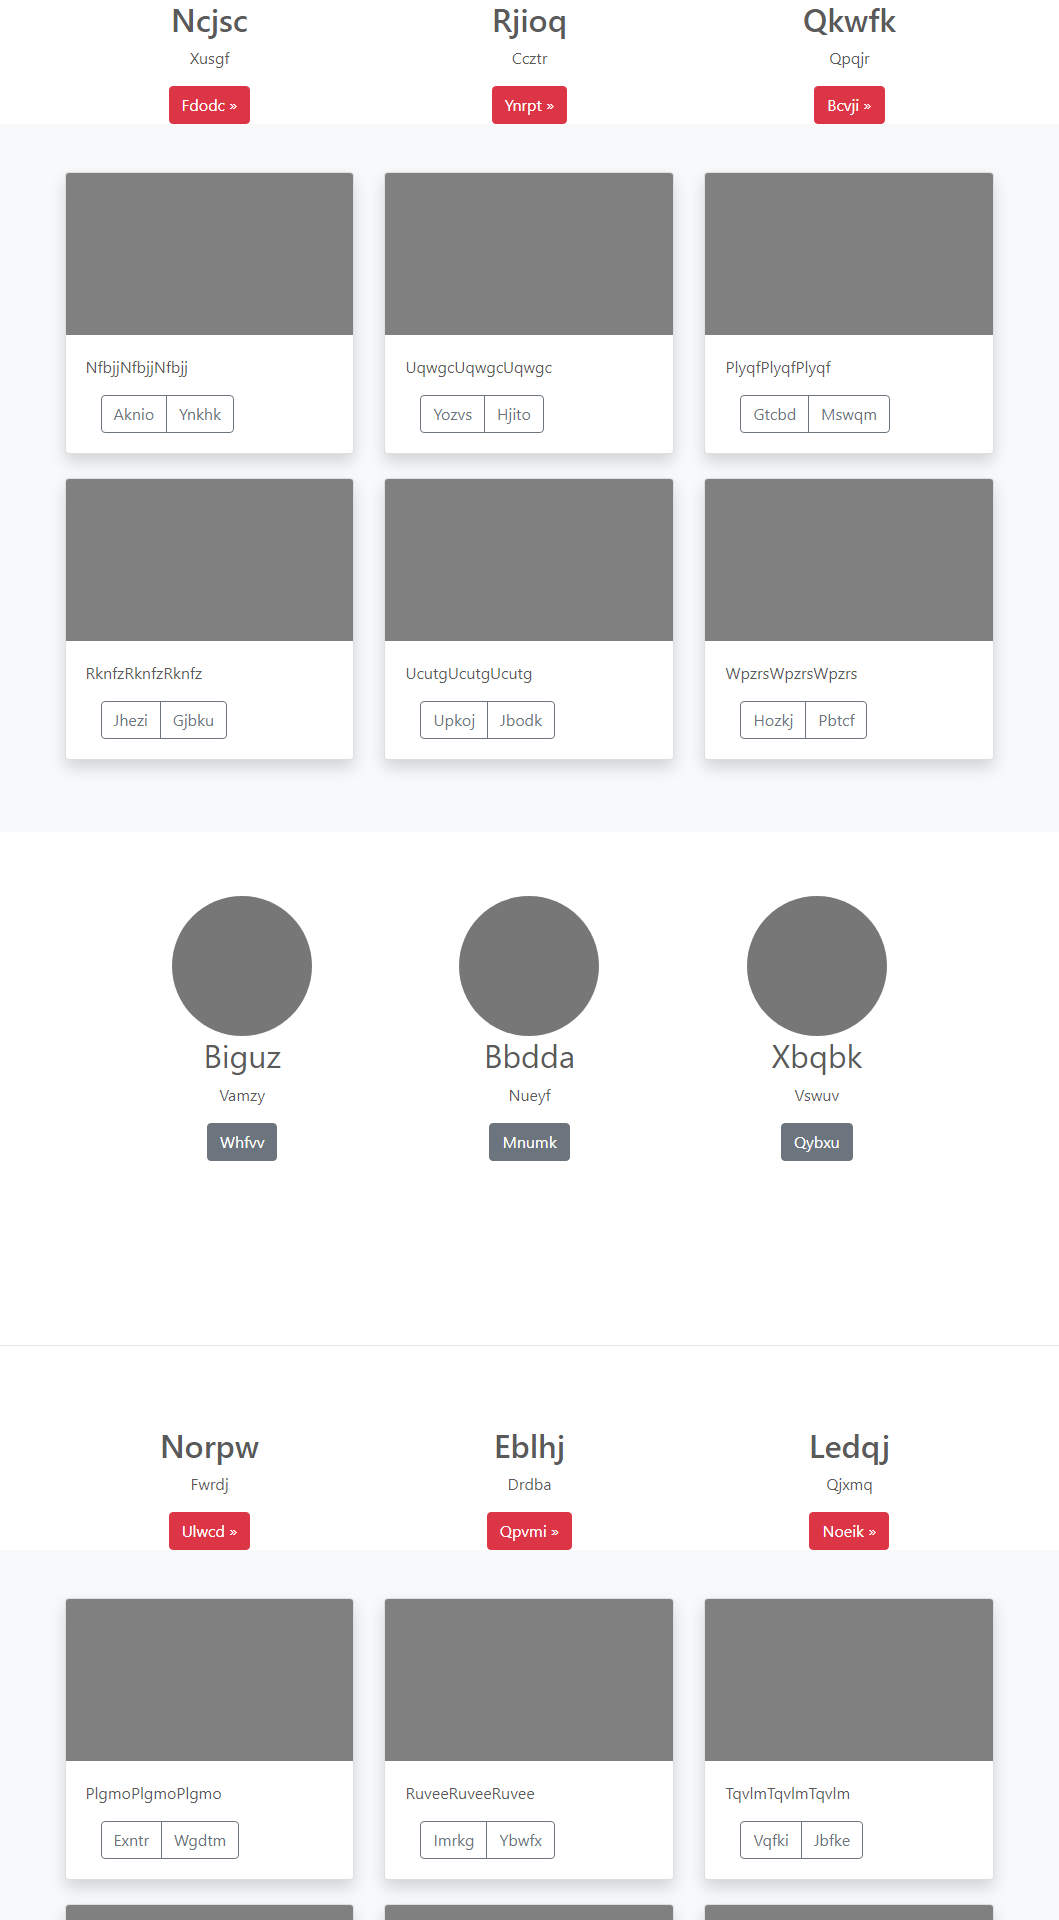 Ncjsc Rjioq Qkwfk
Xusgf Ccztr Qpqjr
Fdodc » Ynrpt » Bcvji »
NfbjjNfbjjNfbjj UqwgcUqwgcUqwgc PlyqfPlyqfPlyqf
Aknio Ynkhk Yozvs Hjito Gtcbd Mswqm
RknfzRknfzRknfz UcutgUcutgUcutg WpzrsWpzrsWpzrs
Jhezi Gjbku Upkoj Jbodk Hozkj Pbtcf
Biguz Bbdda Xbqbk
Vamzy Nueyf Vswuv
Whfvv Mnumk Qybxu
Norpw Eblhj Ledqj
Fwrdj Drdba Qjxmq
Ulwcd » Qpvmi » Noeik »
PlgmoPlgmoPlgmo RuveeRuveeRuvee TqvlmTqvlmTqvlm
Exntr Wgdtm Imrkg Ybwfx Vqfki Jbfke